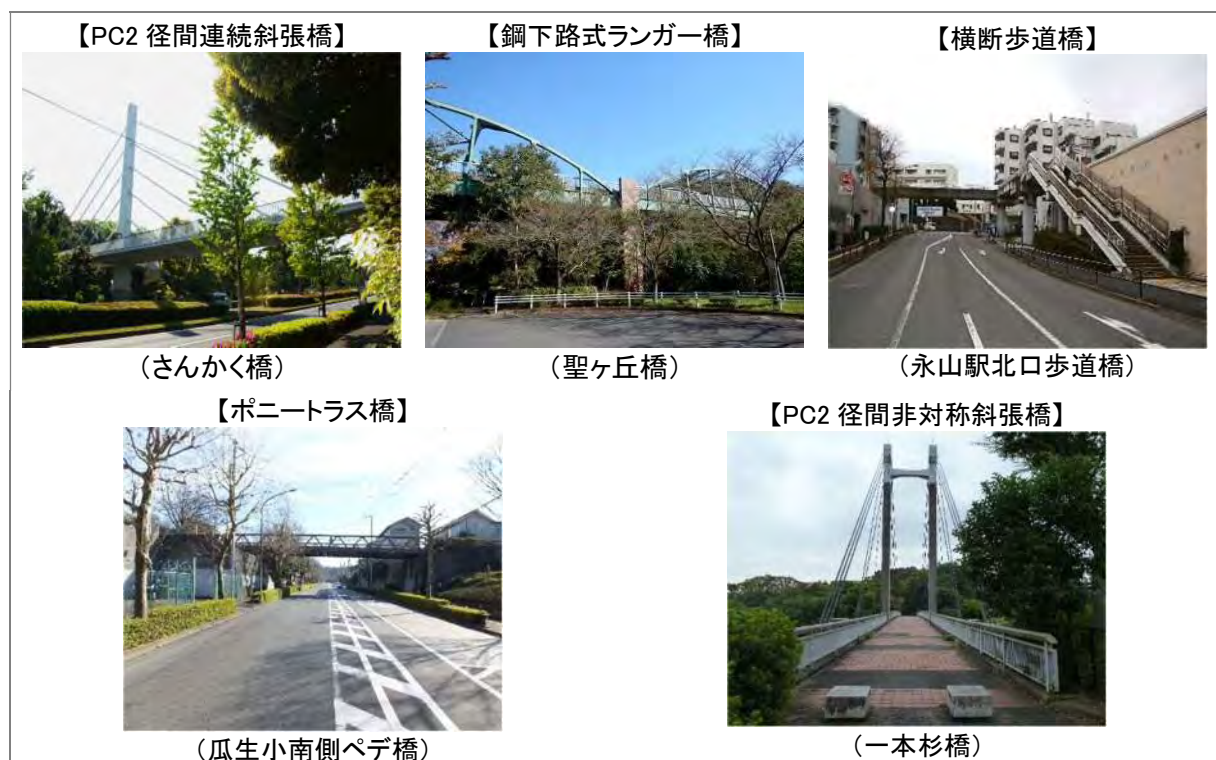 【PC2 径間連続斜張橋】
【鋼下路式ランガー橋】
【横断歩道橋】
（さんかく橋）
（聖ヶ丘橋）
（永山駅北口歩道橋）
【ポニートラス橋】
【PC2 径間非対称斜張橋】
（瓜生小南側ペデ橋）
（一本杉橋）